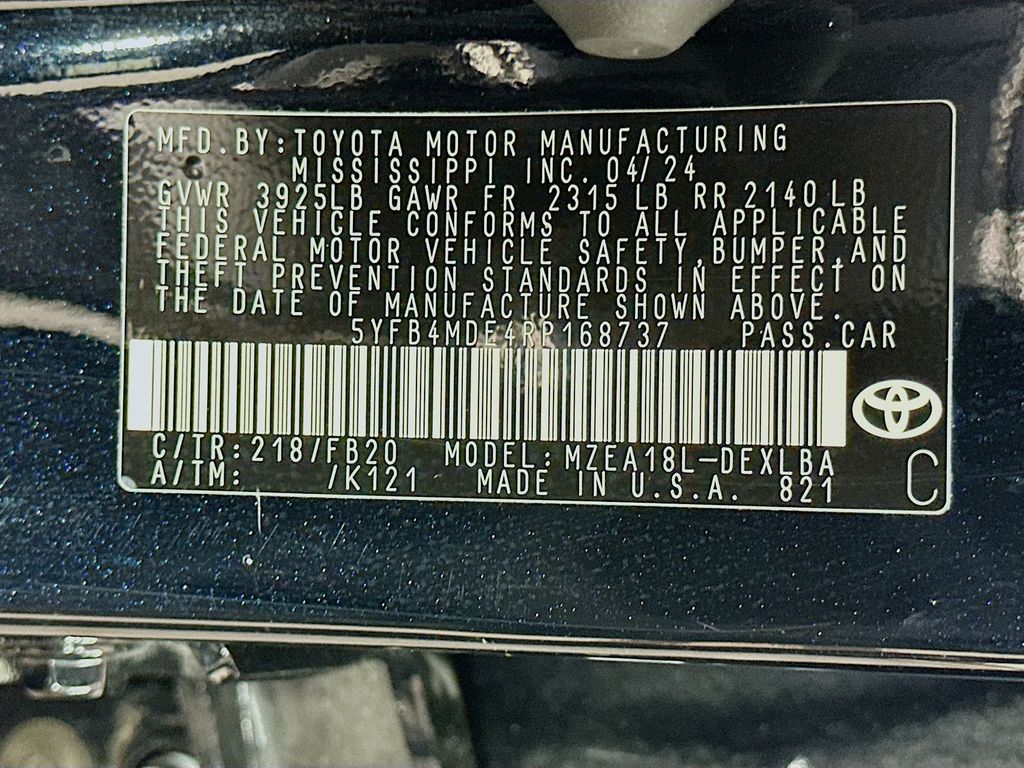 MFD.BY:TOYOTA MOTOR MANUFACTURING
MISSISSIPPI INC. 04/24
GVWR 3925LB GAWR FR 2315 LB RR 2140 LB
THIS VEHICLE CONFORMS TO ALL APPLICABLE
FEDERAL MOTOR VEHICLE SAFETY,BUMPER,AND
THEFT PREVENTION STANDARDS IN EFFECT ON
THE DATE OF MANUFACTURE SHOWN ABOVE.
5YFB4MDE4RP168737 PASS.CAR
C/TR:218/FB20 MODEL:MZEA18L-DEXLBA
A/TM: /K121 MADE IN U.S.A. 821 C